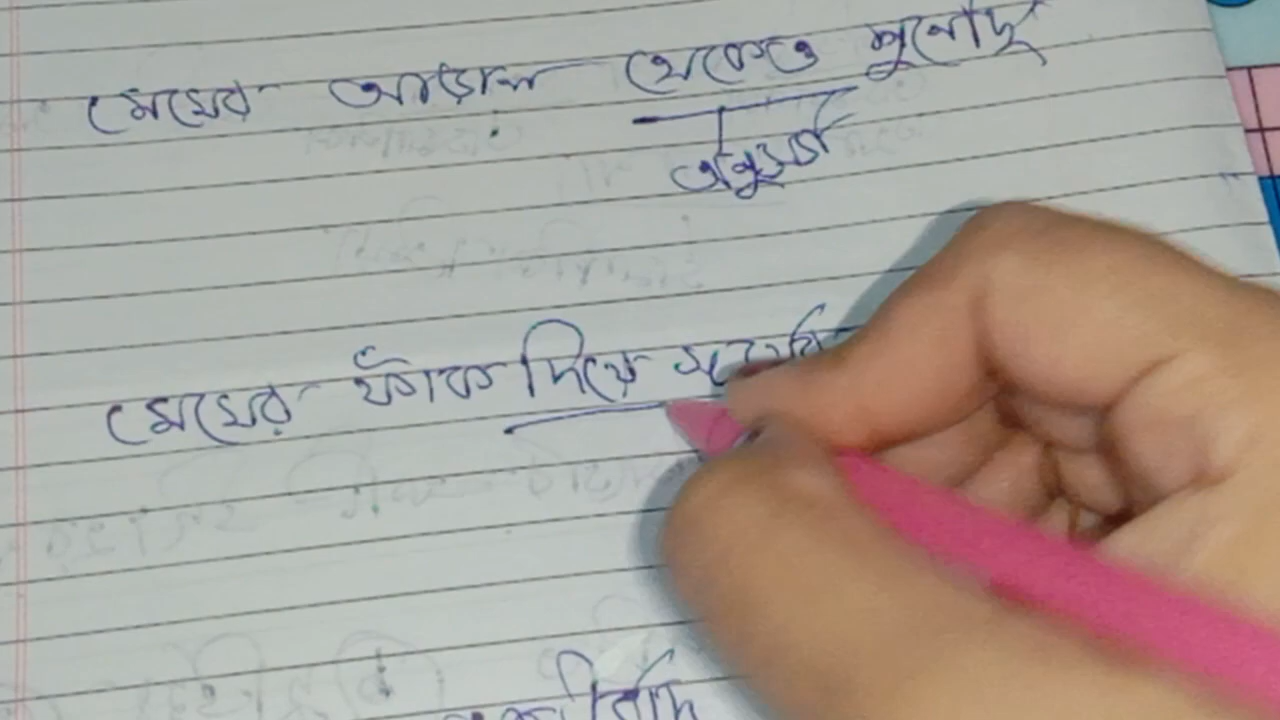 মেঘের আড়াল থেকেও শুনেছি
অনুসর্গ
মেঘের ফাঁক দিয়ে